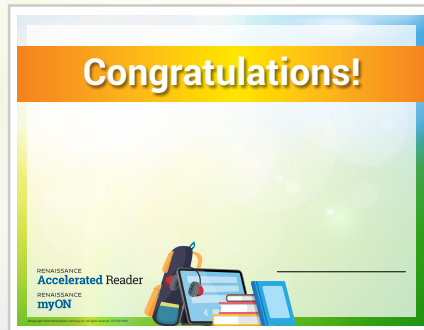 Congratulations!
RENAISSANCE
Accelerated Reader
RENAISSANCE
myON